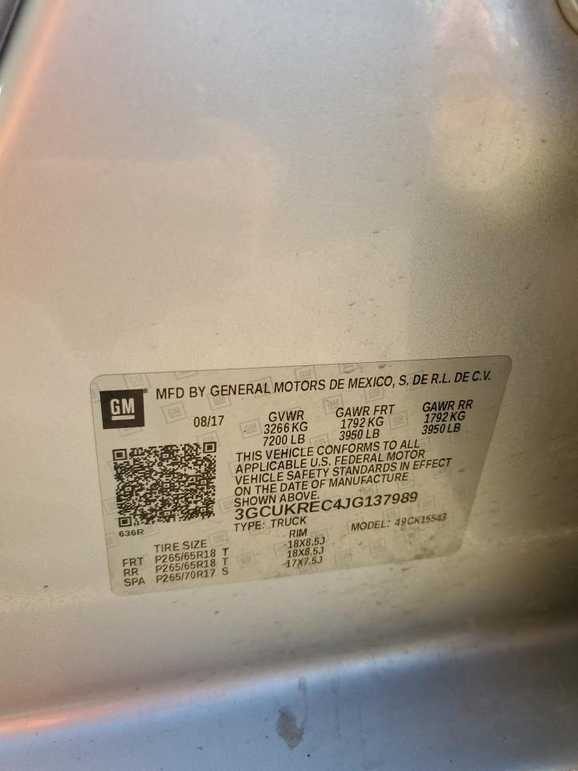 GM
MFD BY GENERAL MOTORS DE MEXICO, S. DE R.L. DE C.V.
08/17 GVWR GAWR FRT GAWR RR
3266 KG 1792 KG 1792 KG
7200 LB 3950 LB 3950 LB
THIS VEHICLE CONFORMS TO ALL
APPLICABLE U.S. FEDERAL MOTOR
VEHICLE SAFETY STANDARDS IN EFFECT
ON THE DATE OF MANUFACTURE
SHOWN ABOVE.
3GCUKREC4JG137989
636R
TYPE: TRUCK MODEL: 49CK15543
TIRE SIZE RIM
FRT P265/65R18 T 18X8.5J
RR P265/65R18 T 18X8.5J
SPA P265/70R17 S 17X7.5J